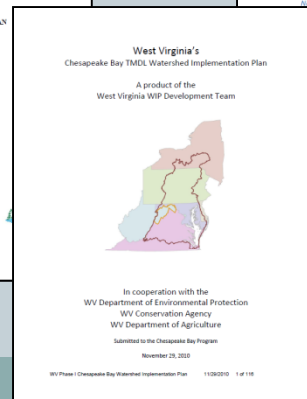 West Virginia's
Chesapeake Bay TMDL Watershed Implementation Plan
A product of the
West Virginia WIP Development Team
In cooperation with the
WV Department of Environmental Protection
WV Conservation Agency
WV Department of Agriculture
Submitted to the Chesapeake Bay Program
November 29, 2010
WV Phase I Chesapeake Bay Watershed Implementation Plan 11/29/2010 1 of 116